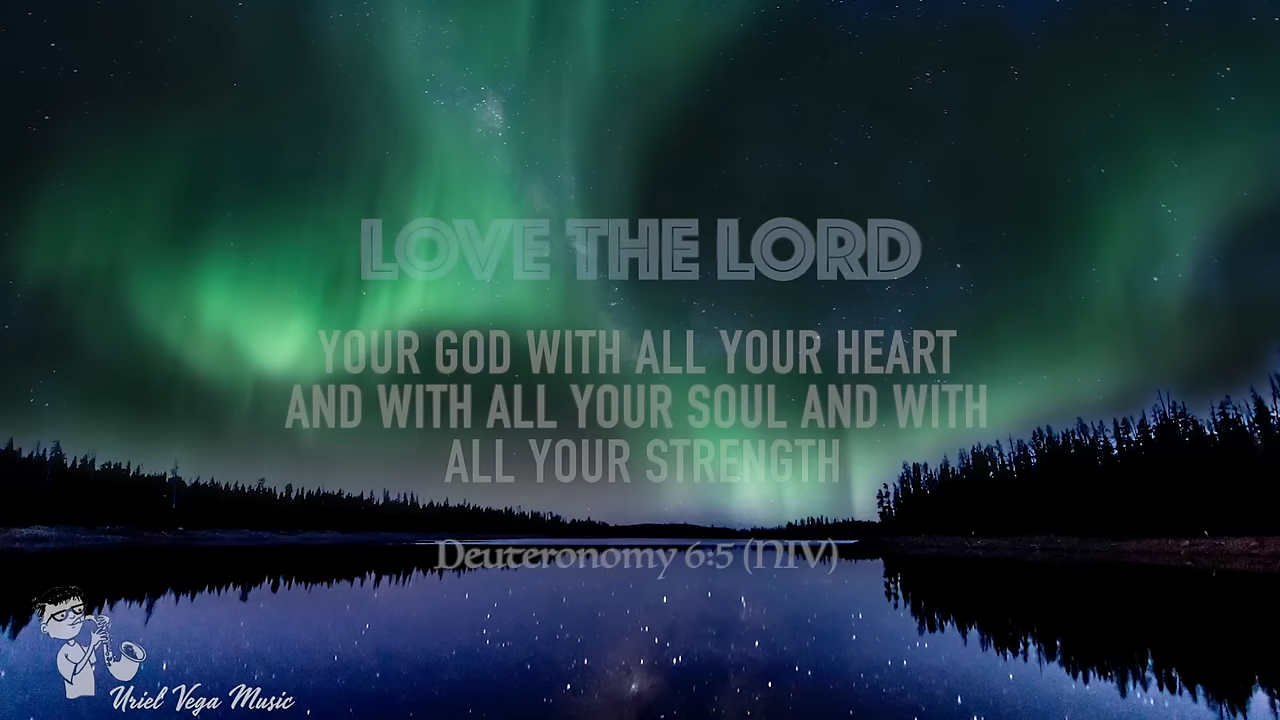 LOVE THE LORD
YOUR GOD WITH ALL YOUR HEART
AND WITH ALL YOUR SOUL AND WITH
ALL YOUR STRENGTH
Deuteronomy 6:5 (NIV)
Uriel Vega Music